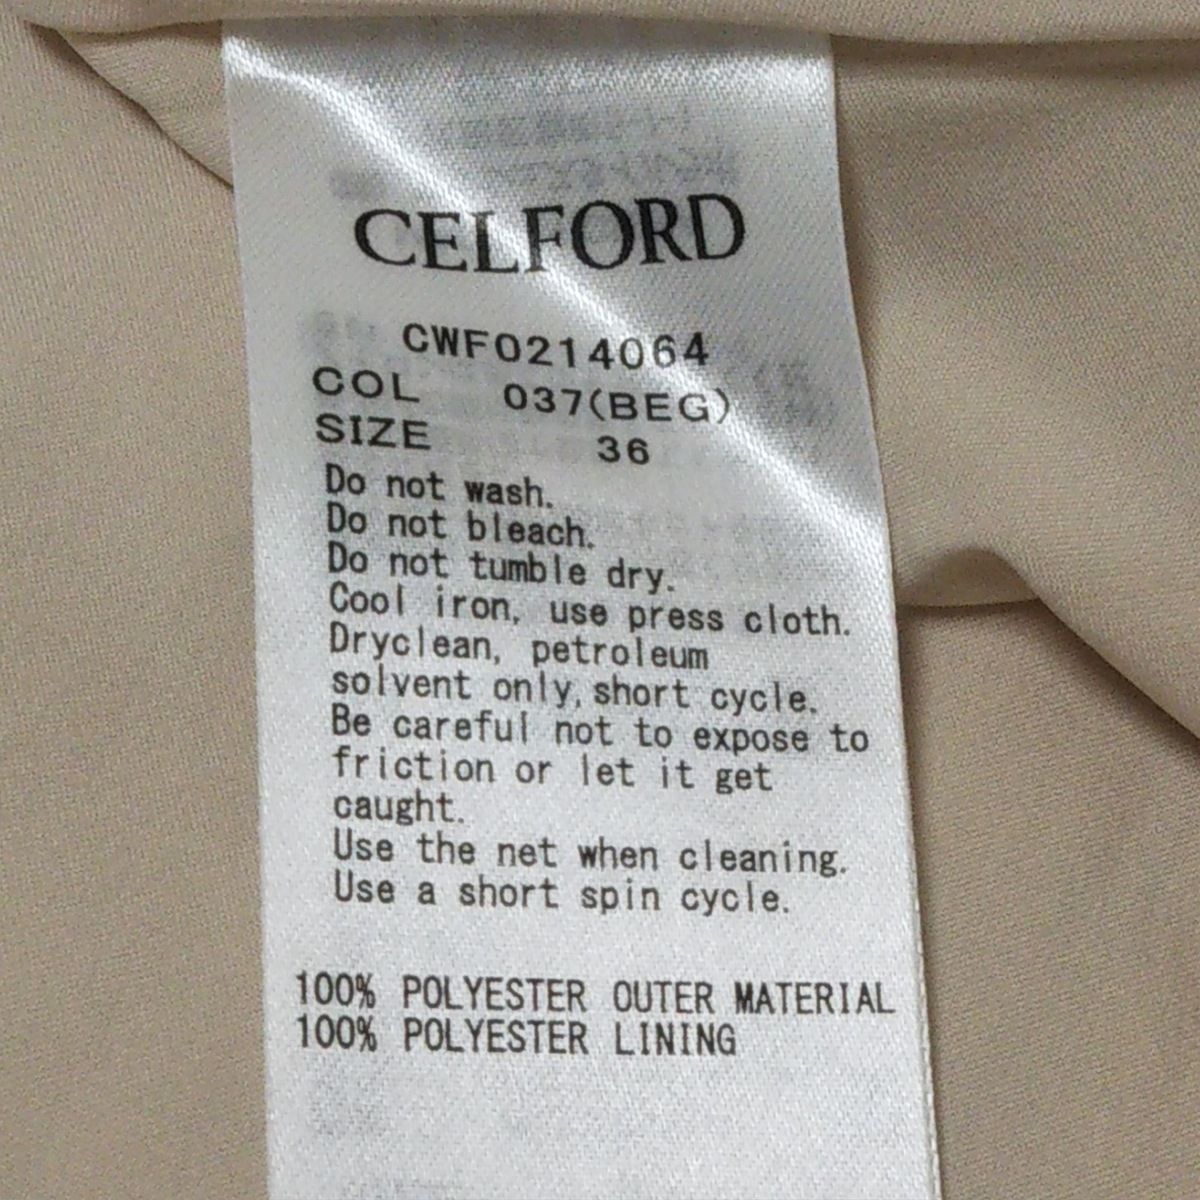 CELFORD
CWF0214064
COL 037(BEG)
SIZE 36
Do not wash.
Do not bleach.
Do not tumble dry.
Cool iron, use press cloth.
Dryclean, petroleum
solvent only, short cycle.
Be careful not to expose to
friction or let it get
caught.
Use the net when cleaning.
Use a short spin cycle.
100% POLYESTER OUTER MATERIAL
100% POLYESTER LINING